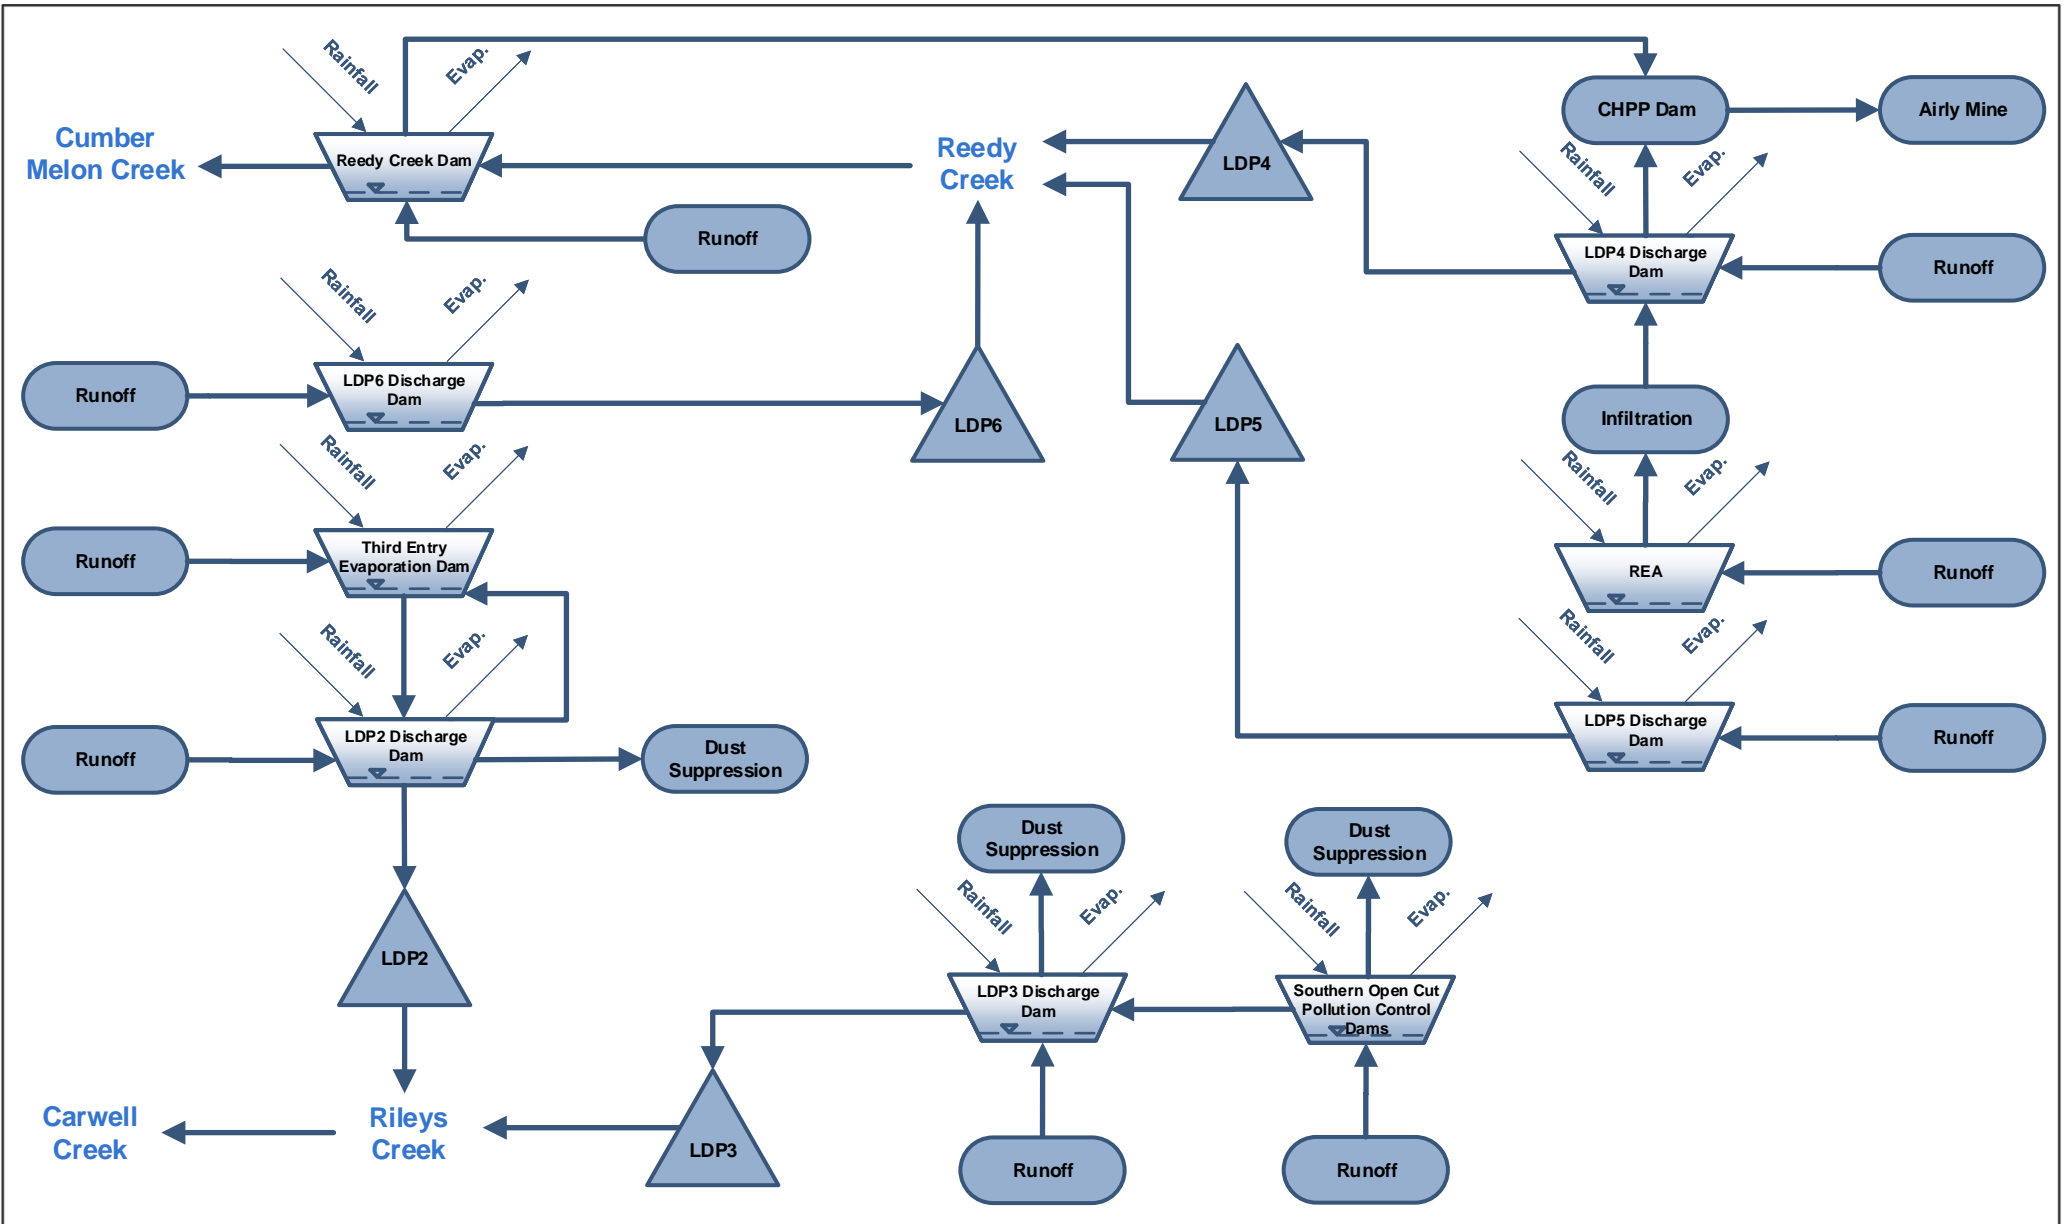 Rainfall
Evap.
CHPP Dam
Airly Mine
Cumber
Melon Creek
Reedy Creek Dam
Reedy
Creek
LDP4
Rainfall
Evap.
Runoff
LDP4 Discharge
Dam
Runoff
Rainfall
Evap.
Runoff
LDP6 Discharge
Dam
LDP6
LDP5
Infiltration
Rainfall
Evap.
Rainfall
Evap.
Runoff
Third Entry
Evaporation Dam
REA
Runoff
Rainfall
Evap.
Rainfall
Evap.
Runoff
LDP2 Discharge
Dam
Dust
Suppression
LDP5 Discharge
Dam
Runoff
Dust
Suppression
Dust
Suppression
Rainfall
Evap.
Rainfall
Evap.
LDP2
LDP3 Discharge
Dam
Southern Open Cut
Pollution Control
Dams
Carwell
Creek
Rileys
Creek
LDP3
Runoff
Runoff